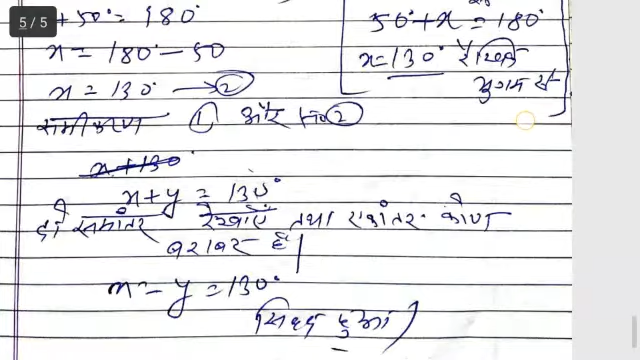 5/5
x + 50° = 180°
x = 180° - 50
x = 130° → ②
50° + x = 180°
x = 130° रैखिक
युगम से
समीकरण ① और ②
x+130
x + y = 130°
दो समांतर रेखाएँ तथा एकांतर कोण
बराबर है
x = y = 130°
सिद्ध हुआ